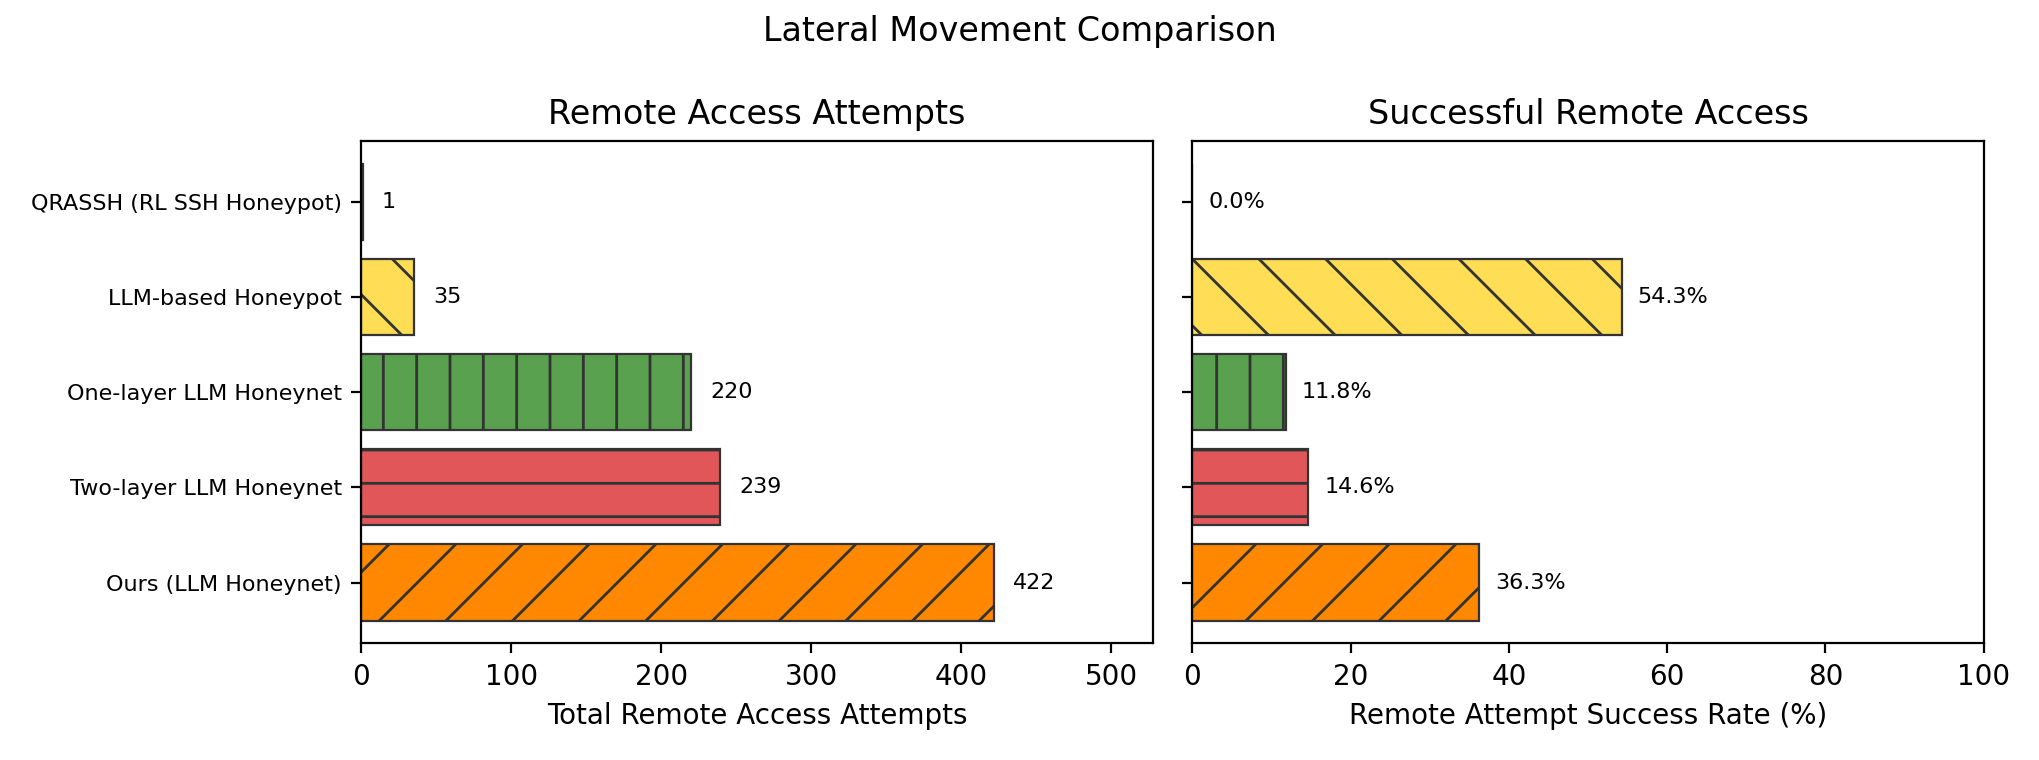 Lateral Movement Comparison
Remote Access Attempts
QRASSH (RL SSH Honeypot)
LLM-based Honeypot
One-layer LLM Honeynet
Two-layer LLM Honeynet
Ours (LLM Honeynet)
1
35
220
239
422
0 100 200 300 400 500
Total Remote Access Attempts
Successful Remote Access
0.0%
54.3%
11.8%
14.6%
36.3%
0 20 40 60 80 100
Remote Attempt Success Rate (%)